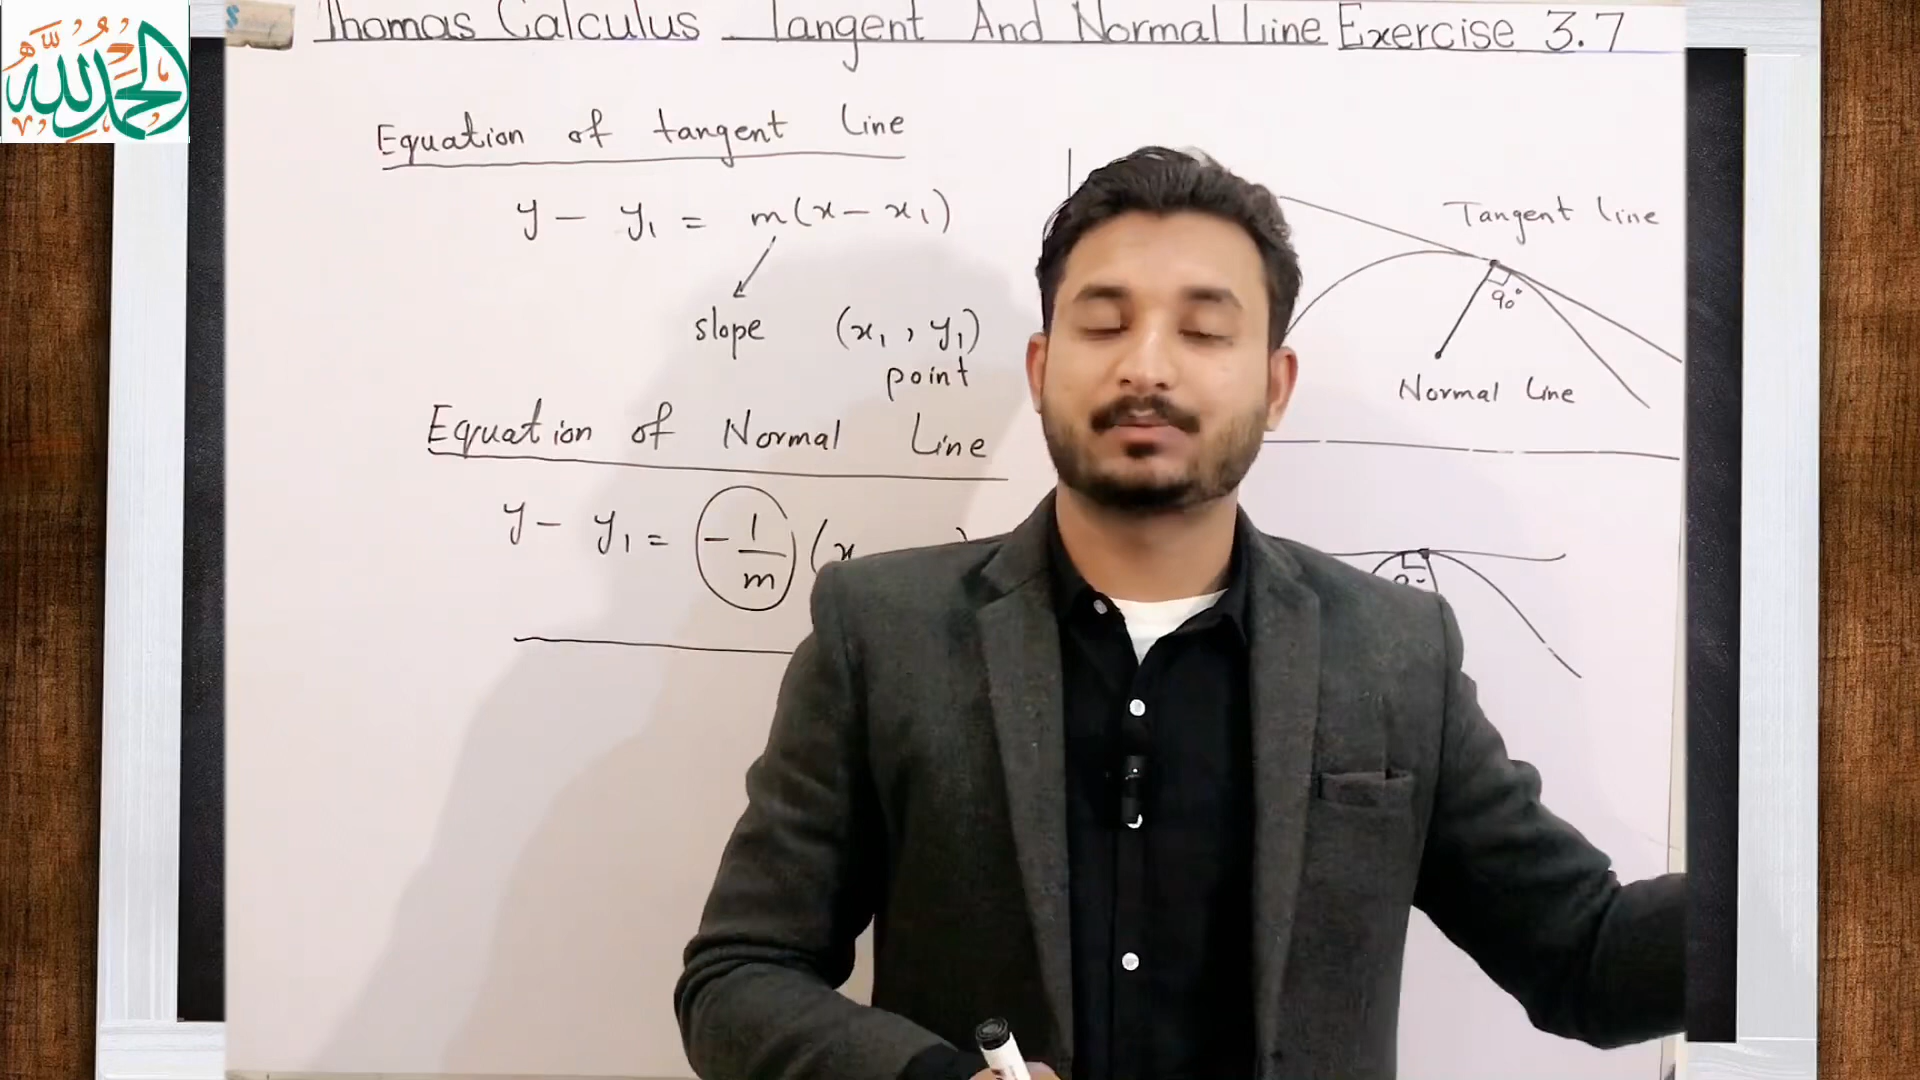 الحمد لله
Thomas Calculus Tangent And Normal Line Exercise 3.7
Equation of tangent Line
y - y₁ = m(x - x₁)
slope (x₁, y₁)
point
Equation of Normal Line
y - y₁ = -1/m (x
Tangent Line
90°
Normal Line